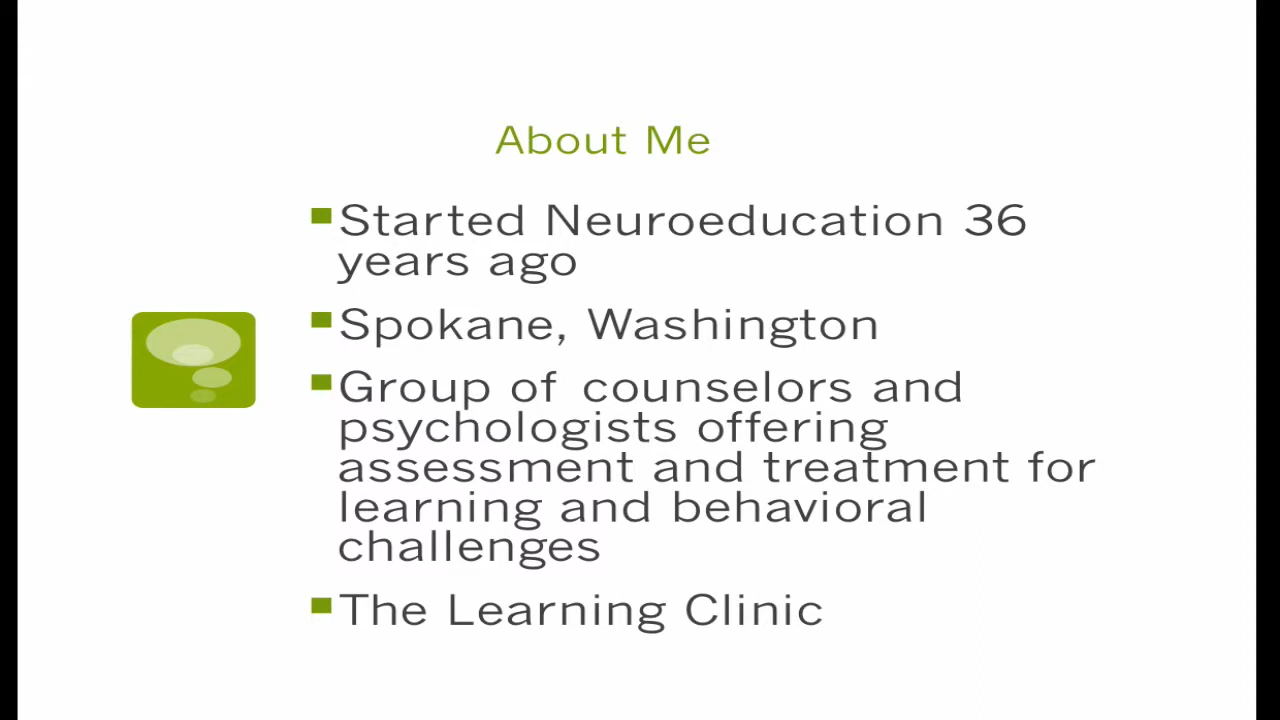 About Me
Started Neuroeducation 36
years ago
Spokane, Washington
Group of counselors and
psychologists offering
assessment and treatment for
learning and behavioral
challenges
The Learning Clinic